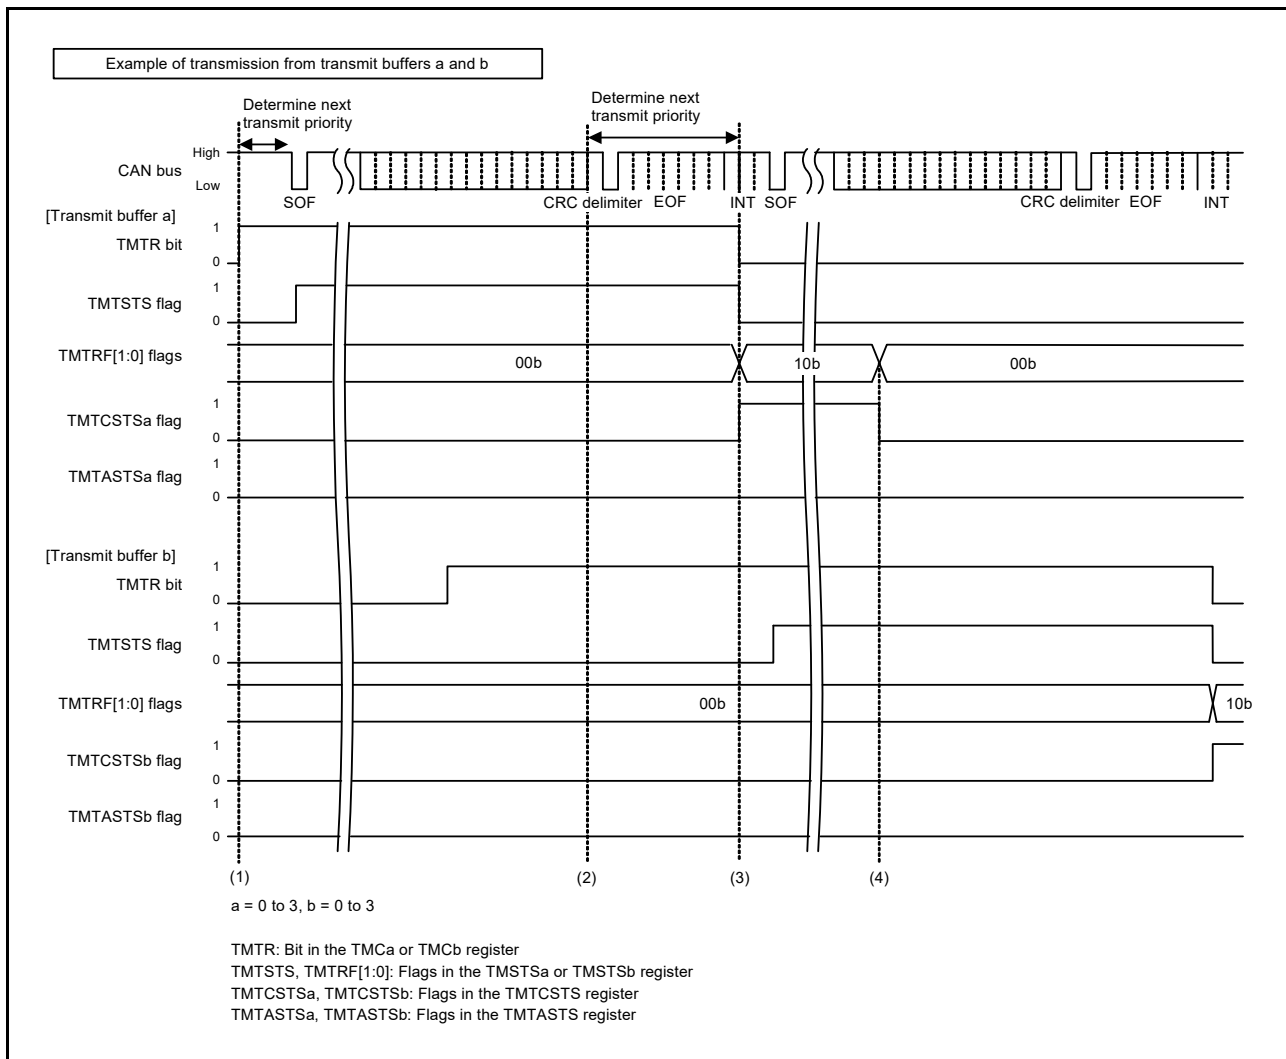 Example of transmission from transmit buffers a and b
Determine next
transmit priority
Determine next
transmit priority
CAN bus
High
Low
SOF
CRC delimiter
EOF
INT
SOF
CRC delimiter
EOF
INT
[Transmit buffer a]
TMTR bit
1
0
TMTSTS flag
1
0
TMTRF[1:0] flags
00b
10b
00b
TMTCSTSa flag
1
0
TMTASTSa flag
1
0
[Transmit buffer b]
TMTR bit
1
0
TMTSTS flag
1
0
TMTRF[1:0] flags
00b
10b
TMTCSTSb flag
1
0
TMTASTSb flag
1
0
(1)
(2)
(3)
(4)
a = 0 to 3, b = 0 to 3
TMTR: Bit in the TMCa or TMCb register
TMTSTS, TMTRF[1:0]: Flags in the TMSTSa or TMSTSb register
TMTCSTSa, TMTCSTSb: Flags in the TMTCSTS register
TMTASTSa, TMTASTSb: Flags in the TMTASTS register